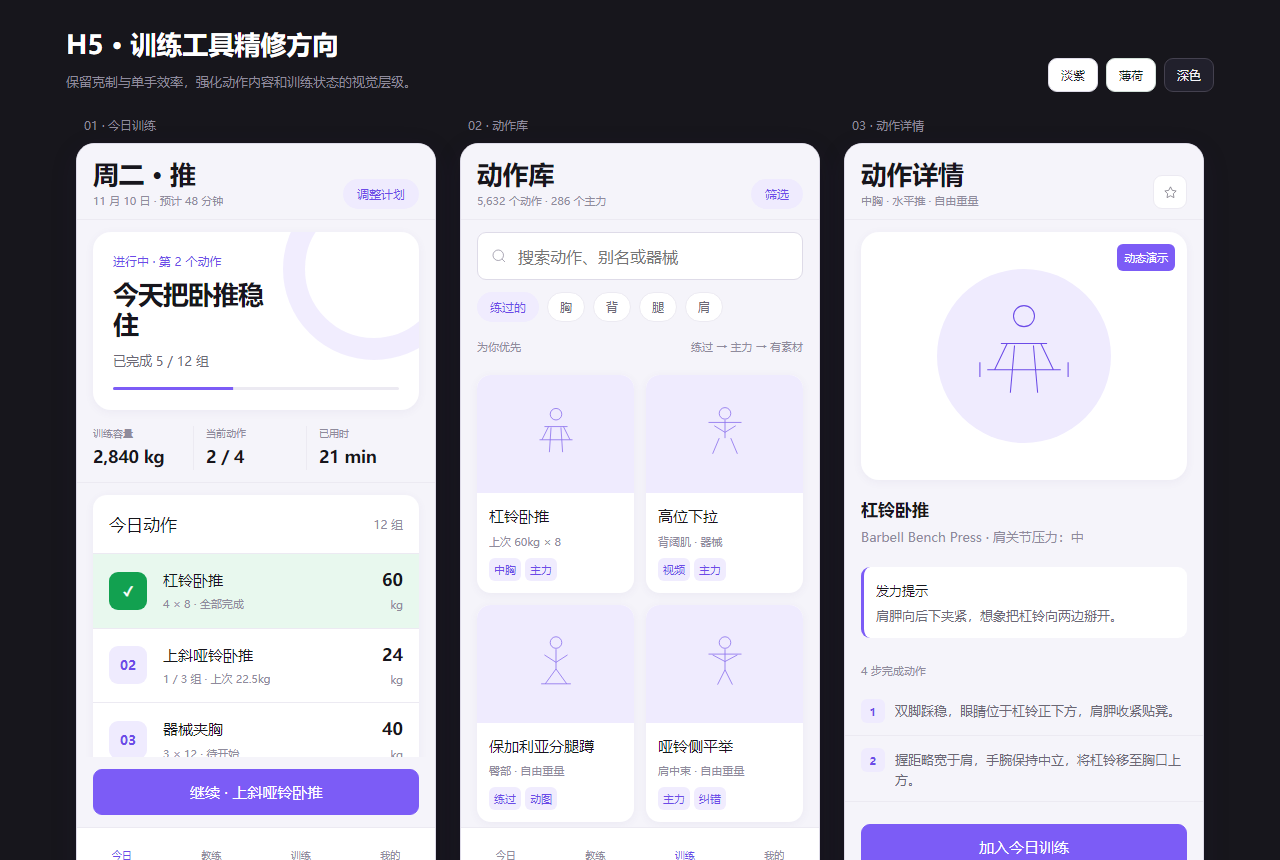 H5 · 训练工具精修方向
保留克制与单手效率，强化动作内容和训练状态的视觉层级。
淡紫
薄荷
深色
01 · 今日训练
周二 · 推
11 月 10 日 · 预计 48 分钟
调整计划
进行中 · 第 2 个动作
今天把卧推稳
住
已完成 5 / 12 组
训练容量
当前动作
已用时
2,840 kg
2 / 4
21 min
今日动作
12 组
✓
杠铃卧推
4 × 8 · 全部完成
60
kg
02
上斜哑铃卧推
1 / 3 组 · 上次 22.5kg
24
kg
03
器械夹胸
3 × 12 · 待开始
40
kg
继续 · 上斜哑铃卧推
今日
教练
训练
我的
02 · 动作库
动作库
5,632 个动作 · 286 个主力
筛选
搜索动作、别名或器械
练过的
胸
背
腿
肩
为你优先
练过 → 主力 → 有素材
杠铃卧推
上次 60kg × 8
中胸
主力
高位下拉
背阔肌 · 器械
视频
主力
保加利亚分腿蹲
臀部 · 自由重量
练过
动图
哑铃侧平举
肩中束 · 自由重量
主力
纠错
今日
教练
训练
我的
03 · 动作详情
动作详情
中胸 · 水平推 · 自由重量
动态演示
杠铃卧推
Barbell Bench Press · 肩关节压力：中
发力提示
肩胛向后下夹紧，想象把杠铃向两边掰开。
4 步完成动作
1
双脚踩稳，眼睛位于杠铃正下方，肩胛收紧贴凳。
2
握距略宽于肩，手腕保持中立，将杠铃移至胸口上
方。
加入今日训练